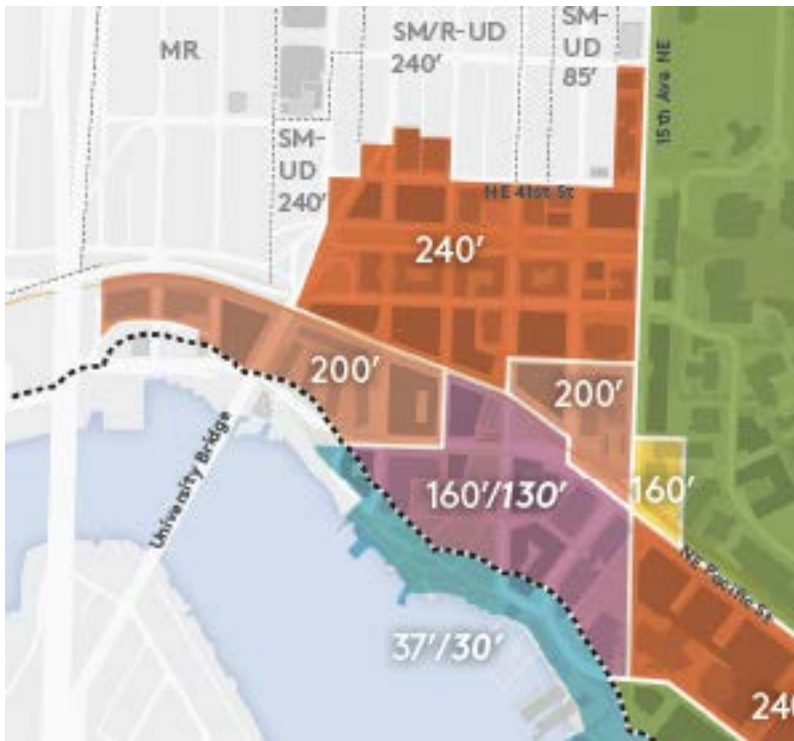 MR
SM/R-UD
240'
SM-
UD
85'
15th Ave NE
SM-
UD
240'
NE 41st St
240'
200'
200'
University Bridge
160'/130'
160'
NE Pacific St
37'/30'
240